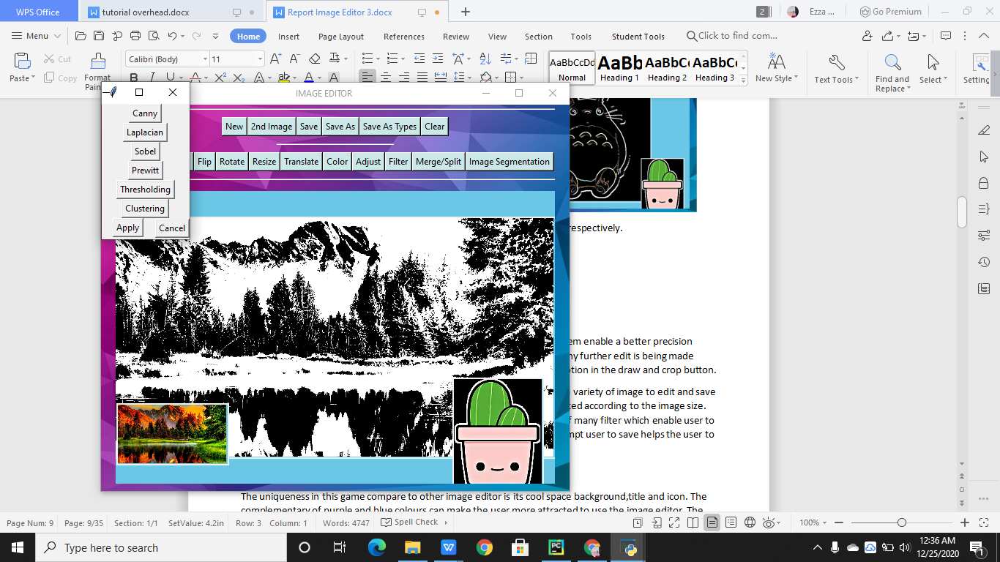 WPS Office
tutorial overhead.docx
Report Image Editor 3.docx
2
Ezza ...
Go Premium
Menu
Home
Insert
Page Layout
References
Review
View
Section
Tools
Student Tools
Click to find com...
Paste
Cut
Copy
Format
Pain
Calibri (Body)
11
AaBbCcDd
Normal
AaBb
Heading 1
AaBbC
Heading 2
AaBbC
Heading 3
New Style
Text Tools
Find and
Replace
Select
Setting
IMAGE EDITOR
Canny
Laplacian
Sobel
Prewitt
Thresholding
Clustering
Apply
Cancel
New
2nd Image
Save
Save As
Save As Types
Clear
Flip
Rotate
Resize
Translate
Color
Adjust
Filter
Merge/Split
Image Segmentation
respectively.
em enable a better precision
ny further edit is being made
otion in the draw and crop button.
variety of image to edit and save
ted according to the image size.
f many filter which enable user to
mpt user to save helps the user to
The uniqueness in this game compare to other image editor is its cool space background,title and icon. The
complementary of purple and blue colours can make the user more attracted to use the image editor. The
Page Num: 9
Page: 9/35
Section: 1/1
SetValue: 4.2in
Row: 3
Column: 1
Words: 4747
Spell Check
100%
Type here to search
12:36 AM
12/25/2020
1